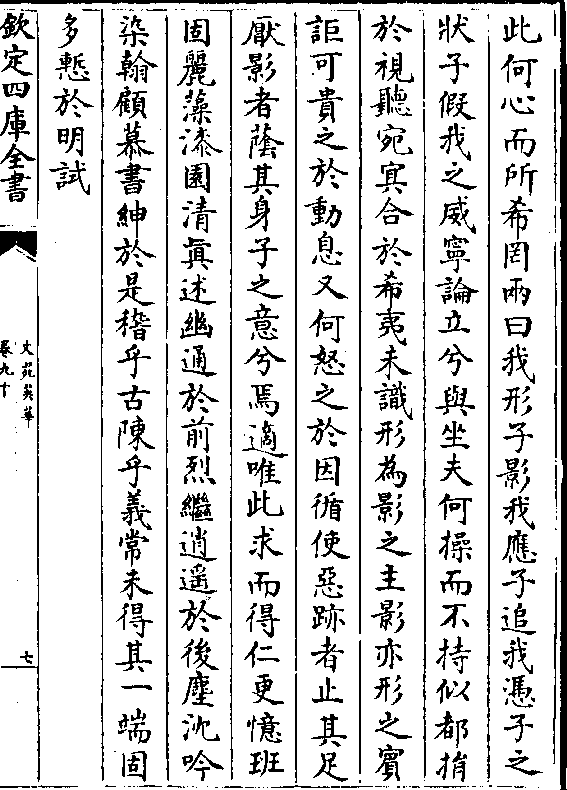 此何心而所希罔兩曰我形子影我應子追我憑子之
狀子假我之威寧論立兮與坐夫何操而不持似都捐
於視聽宛冥合於希夷未識形為影之主影亦形之賓
詎可貴之於動息又何怒之於因循使惡跡者止其足
厭影者蔭其身子之意兮焉適唯此求而得仁更憶班
固麗藻漆園清眞述幽通於前烈繼逍遥於後塵沈吟
染翰顧慕書紳於是稽乎古陳乎義常未得其一端固
多慙於明試
欽定四庫全書
文苑英華
卷九十
七